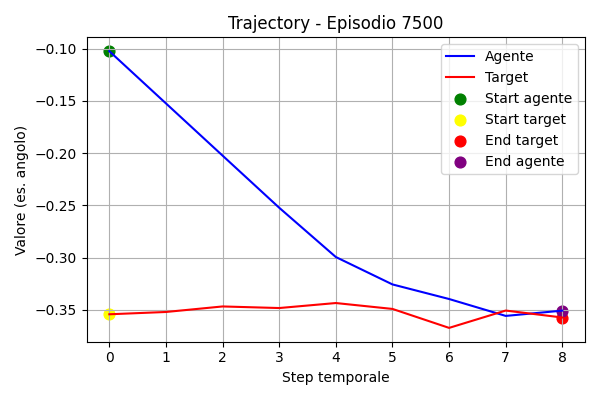 Trajectory - Episodio 7500
Valore (es. angolo)
−0.10
−0.15
−0.20
−0.25
−0.30
−0.35
Agente
Target
Start agente
Start target
End target
End agente
0 1 2 3 4 5 6 7 8
Step temporale